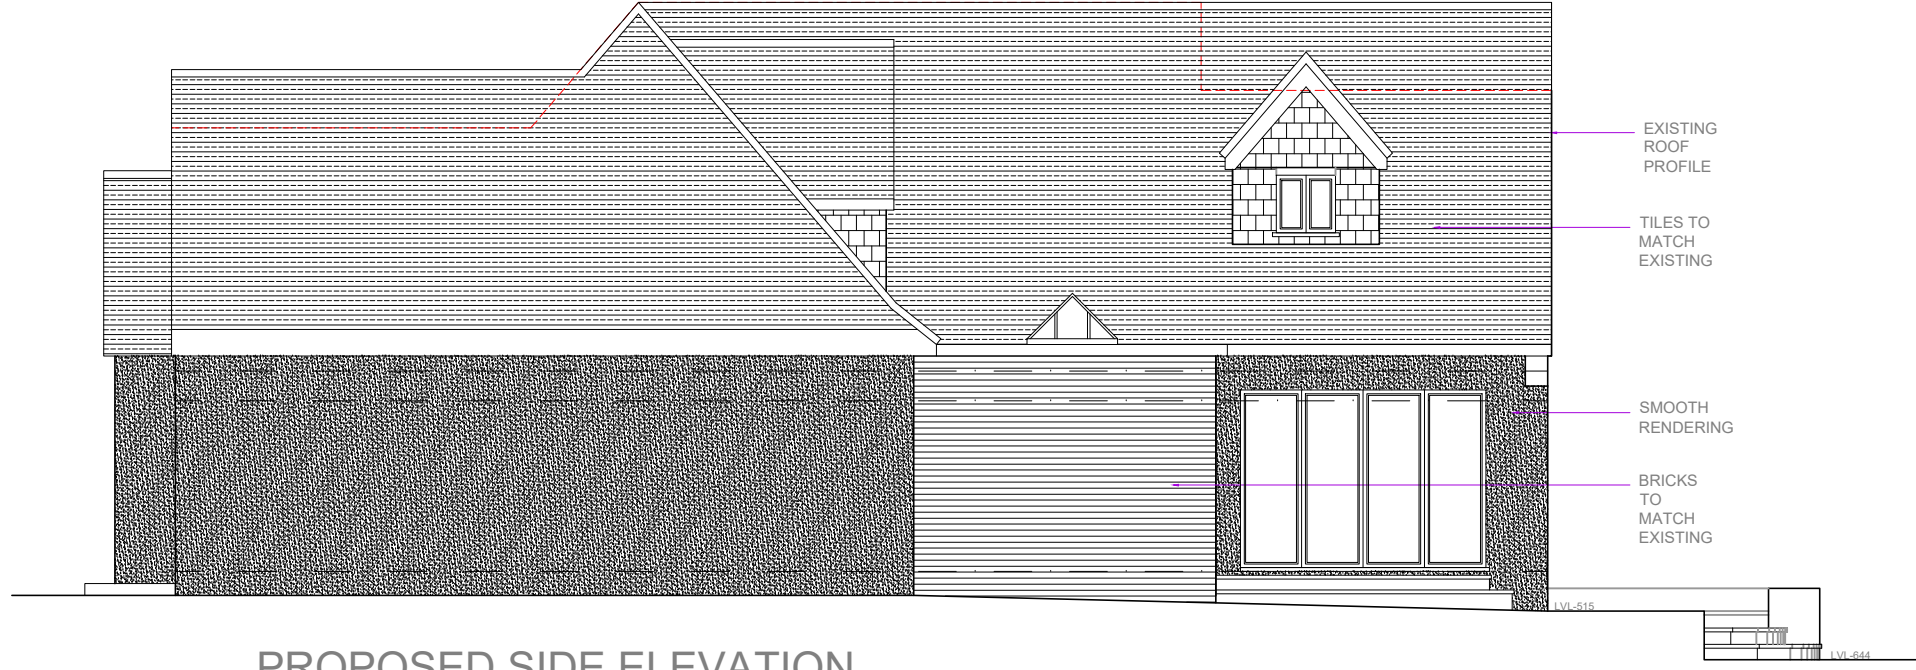 EXISTING
ROOF
PROFILE
TILES TO
MATCH
EXISTING
SMOOTH
RENDERING
BRICKS
TO
MATCH
EXISTING
LVL-515
LVL-644
PROPOSED SIDE ELEVATION